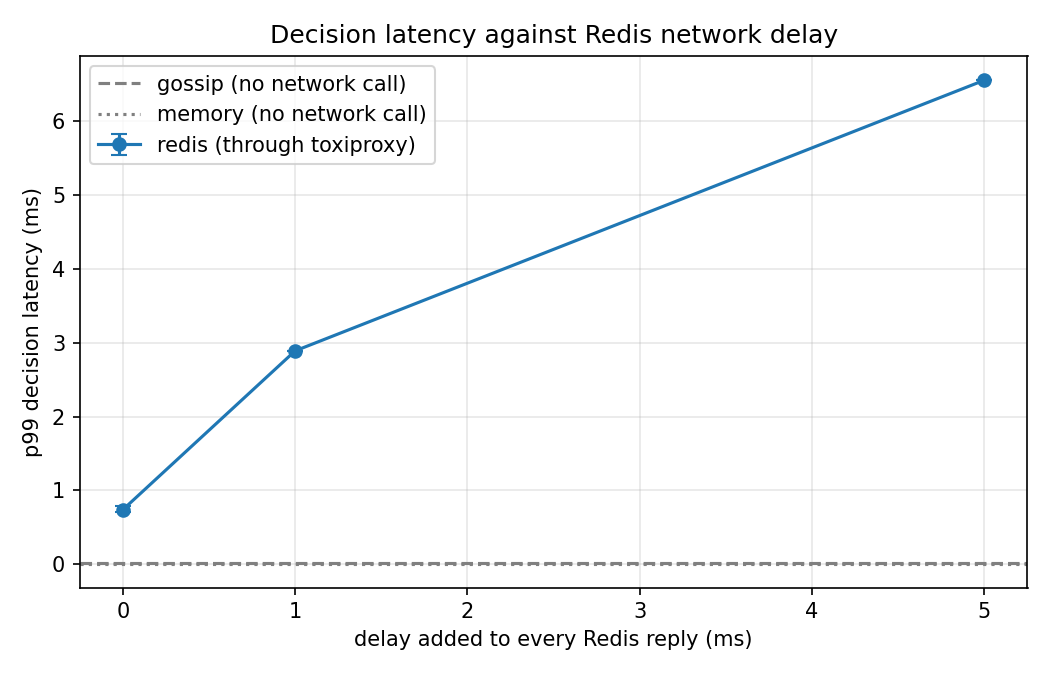 Decision latency against Redis network delay
gossip (no network call)
memory (no network call)
redis (through toxiproxy)
p99 decision latency (ms)
6
5
4
3
2
1
0
0 1 2 3 4 5
delay added to every Redis reply (ms)